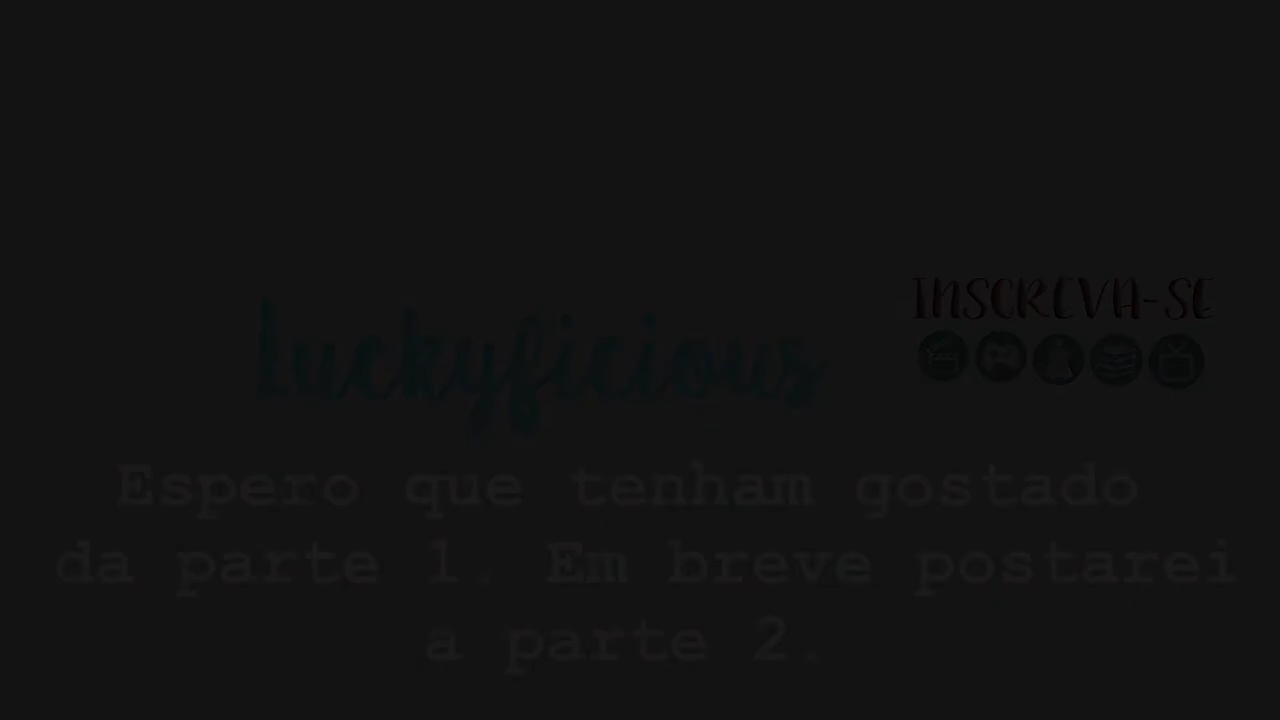 INSCREVA-SE
Luckyficious
Espero que tenham gostado
da parte 1. Em breve postarei
a parte 2.